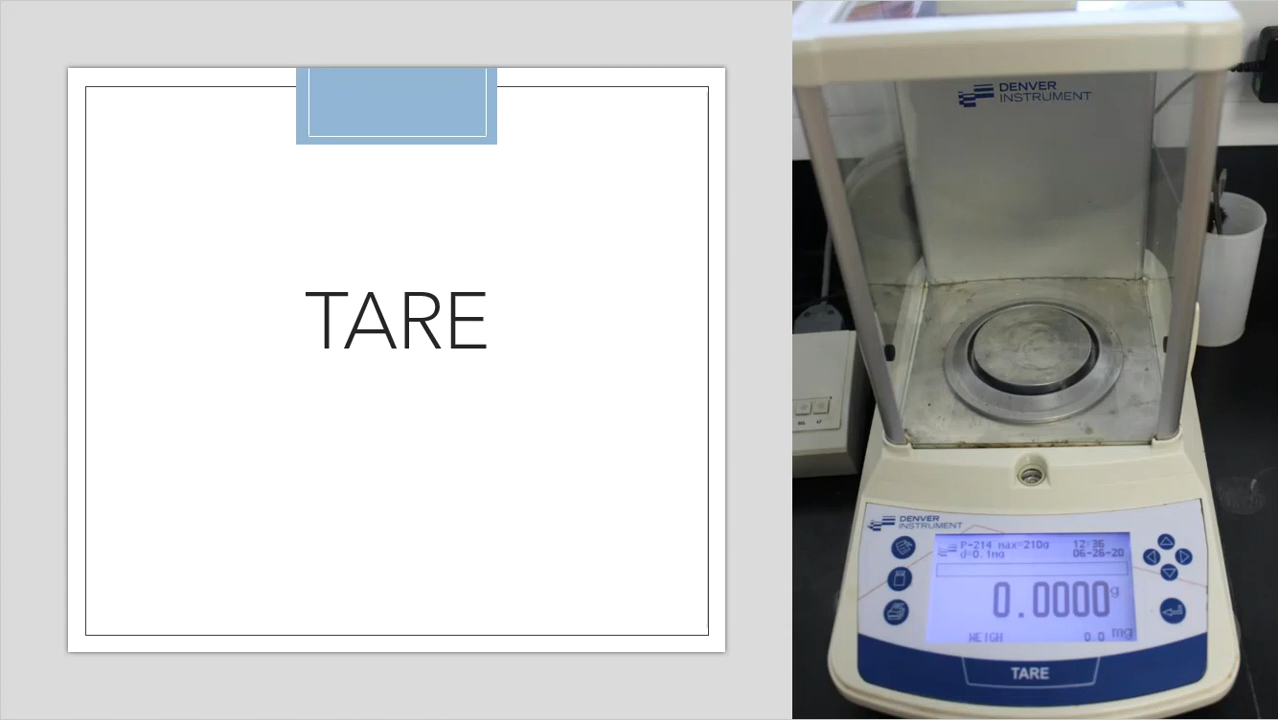 TARE
DENVER
INSTRUMENT
DENVER
INSTRUMENT
P-214 max=210g 12:36
d=0.1mg 06-26-20
0.0000g
WEIGH 0.0 mg
TARE